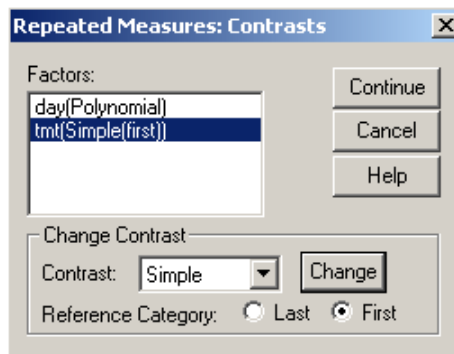 Repeated Measures: Contrasts
Factors:
day(Polynomial)
tmt(Simple(first))
Continue
Cancel
Help
Change Contrast
Contrast: Simple Change
Reference Category: Last First